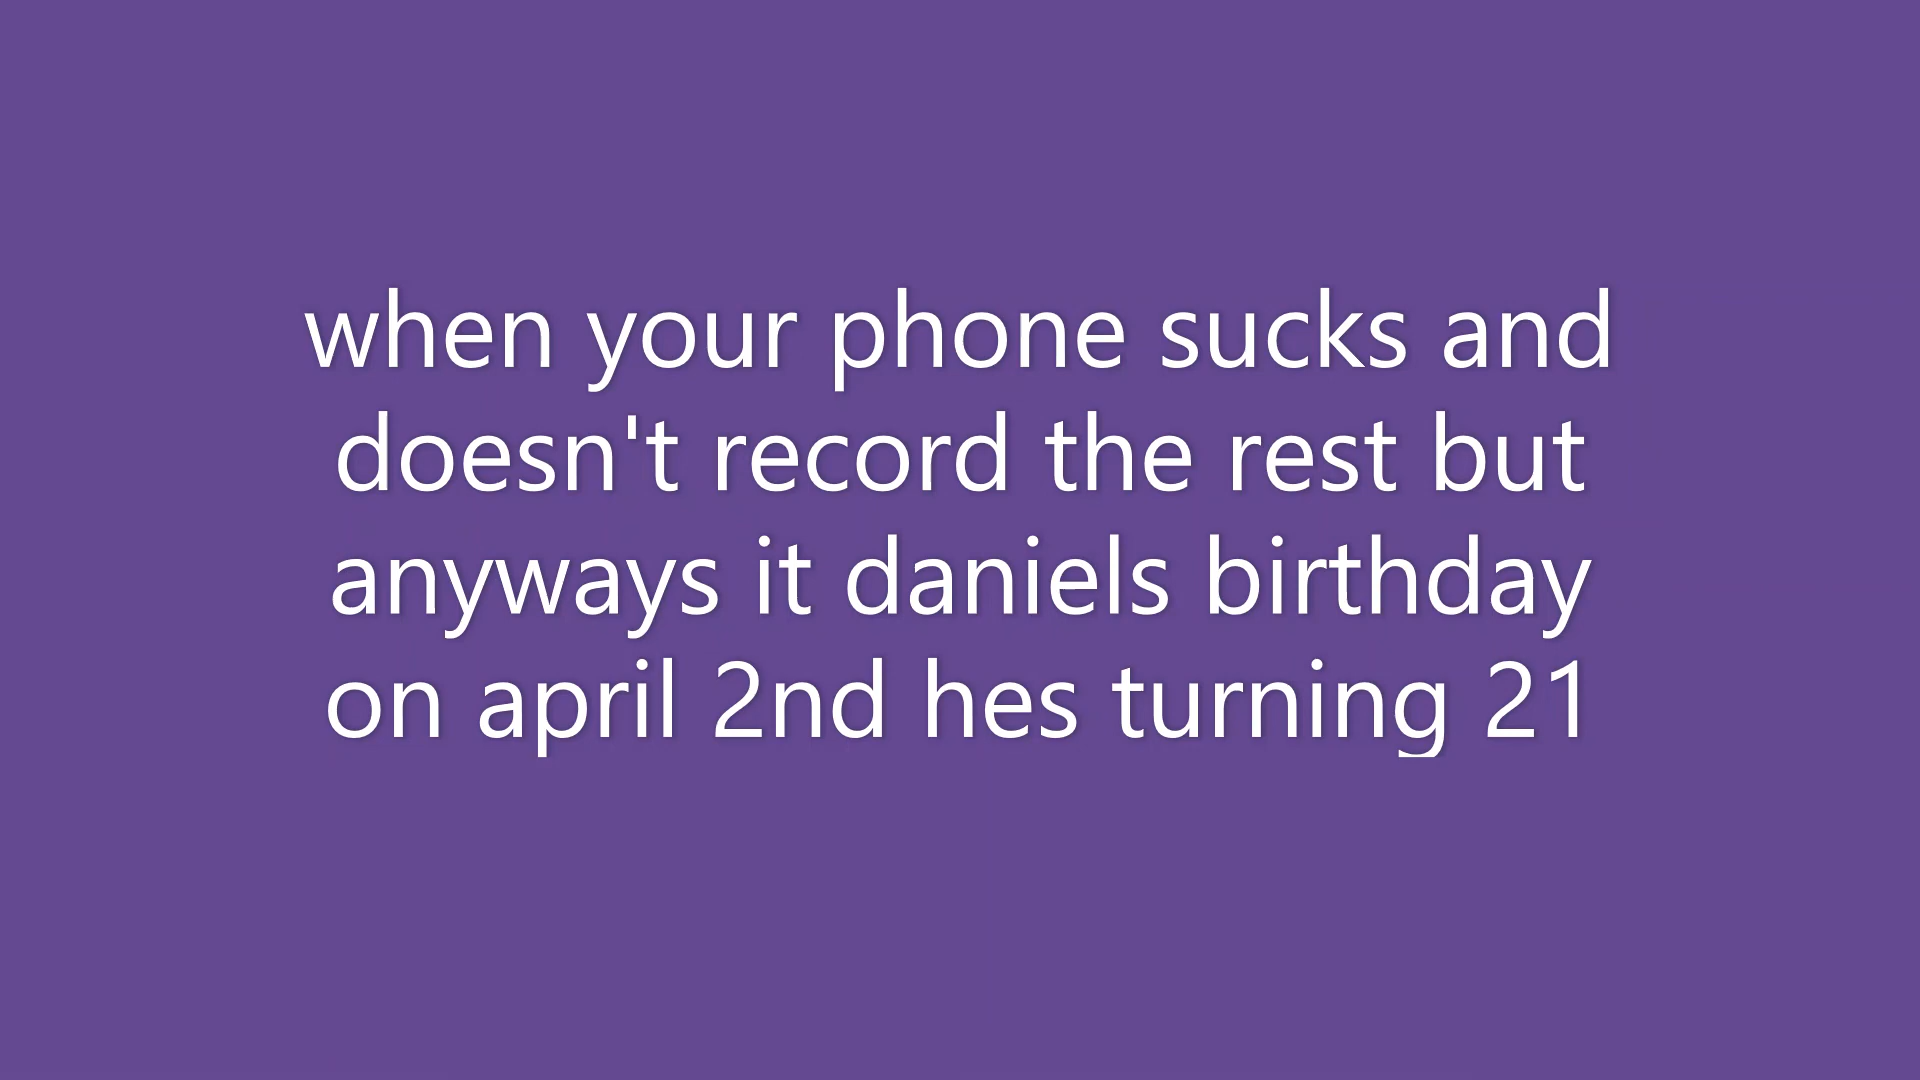 when your phone sucks and
doesn't record the rest but
anyways it daniels birthday
on april 2nd hes turning 21